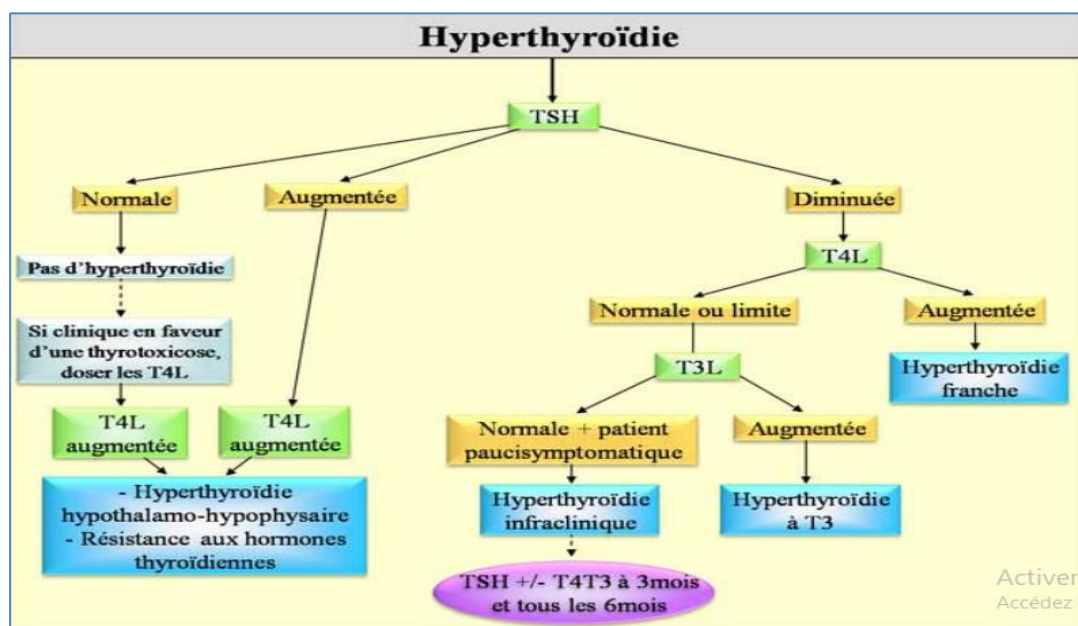 Hyperthyroïdie
TSH
Normale
Augmentée
Diminuée
Pas d'hyperthyroïdie
T4L
Si clinique en faveur
d'une thyrotoxicose,
doser les T4L
Normale ou limite
Augmentée
T3L
Hyperthyroïdie
franche
T4L
augmentée
T4L
augmentée
Normale + patient
paucisymptomatique
Augmentée
- Hyperthyroïdie
hypothalamo-hypophysaire
- Résistance aux hormones
thyroïdiennes
Hyperthyroïdie
infraclinique
Hyperthyroïdie
à T3
TSH +/- T4T3 à 3mois
et tous les 6mois
Activer
Accédez